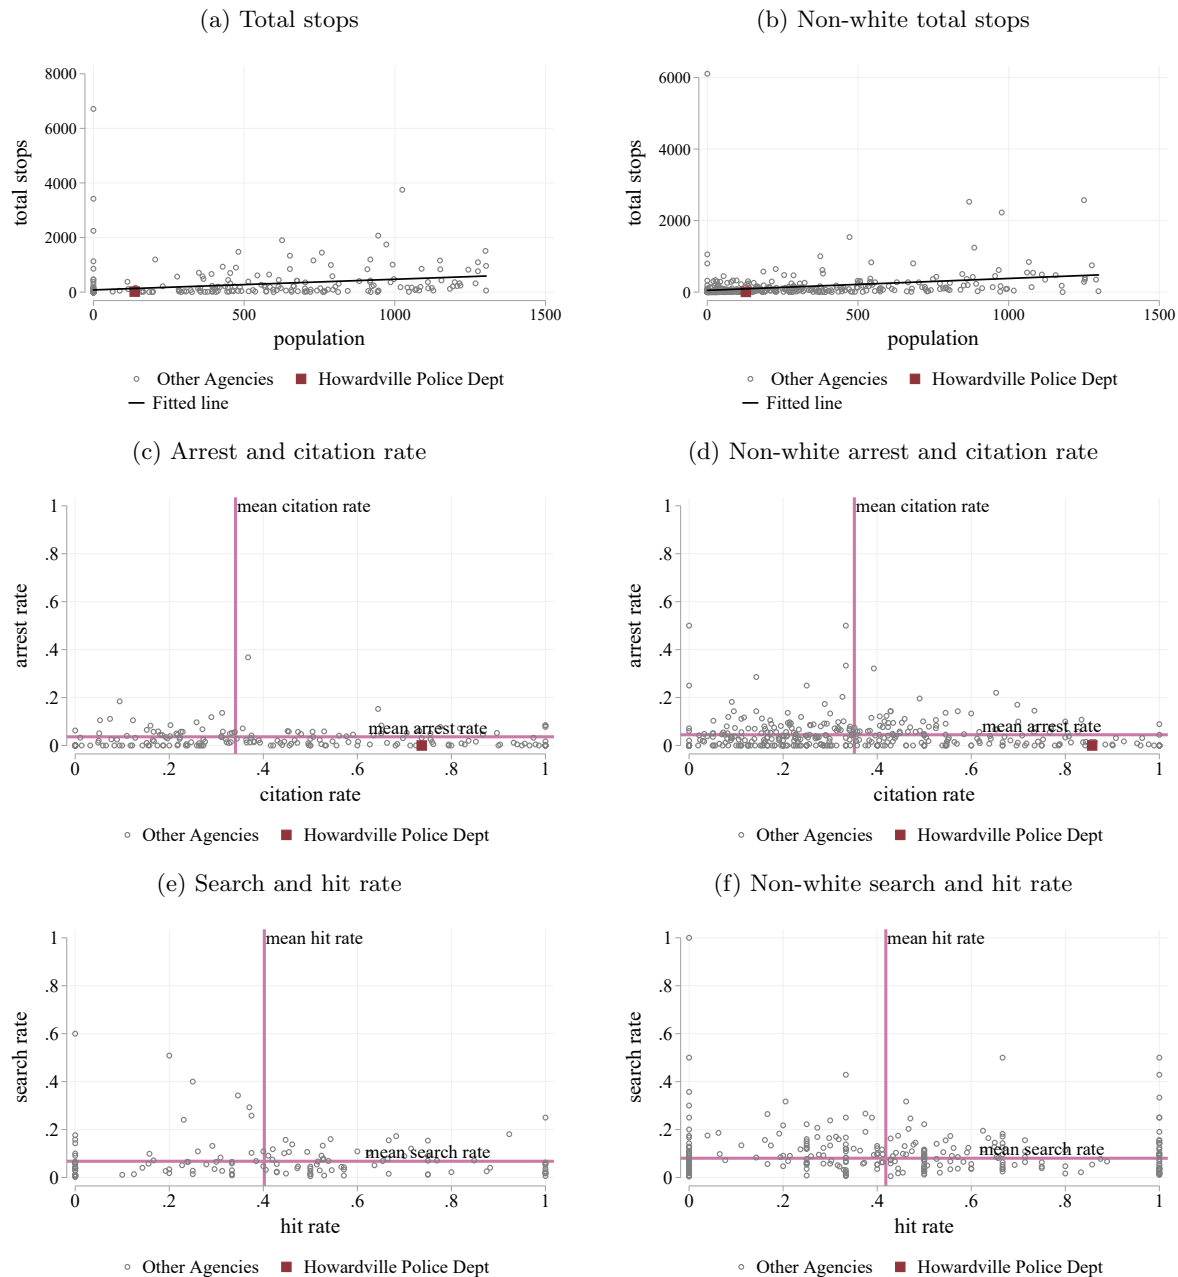 (a) Total stops
8000
6000
4000
2000
0
total stops
0 500 1000 1500
population
Other Agencies Howardville Police Dept
Fitted line
(b) Non-white total stops
6000
4000
2000
0
total stops
0 500 1000 1500
population
Other Agencies Howardville Police Dept
Fitted line
(c) Arrest and citation rate
1
.8
.6
.4
.2
0
arrest rate
mean citation rate
mean arrest rate
0 .2 .4 .6 .8 1
citation rate
Other Agencies Howardville Police Dept
(d) Non-white arrest and citation rate
1
.8
.6
.4
.2
0
arrest rate
mean citation rate
mean arrest rate
0 .2 .4 .6 .8 1
citation rate
Other Agencies Howardville Police Dept
(e) Search and hit rate
1
.8
.6
.4
.2
0
search rate
mean hit rate
mean search rate
0 .2 .4 .6 .8 1
hit rate
Other Agencies Howardville Police Dept
(f) Non-white search and hit rate
1
.8
.6
.4
.2
0
search rate
mean hit rate
mean search rate
0 .2 .4 .6 .8 1
hit rate
Other Agencies Howardville Police Dept